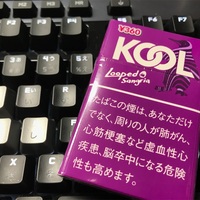 ¥360
KOOL
Looped
Sangria
たばこの煙は、あなただけ
でなく、周りの人が肺がん、
心筋梗塞など虚血性心
疾患、脳卒中になる危険
性も高めます。